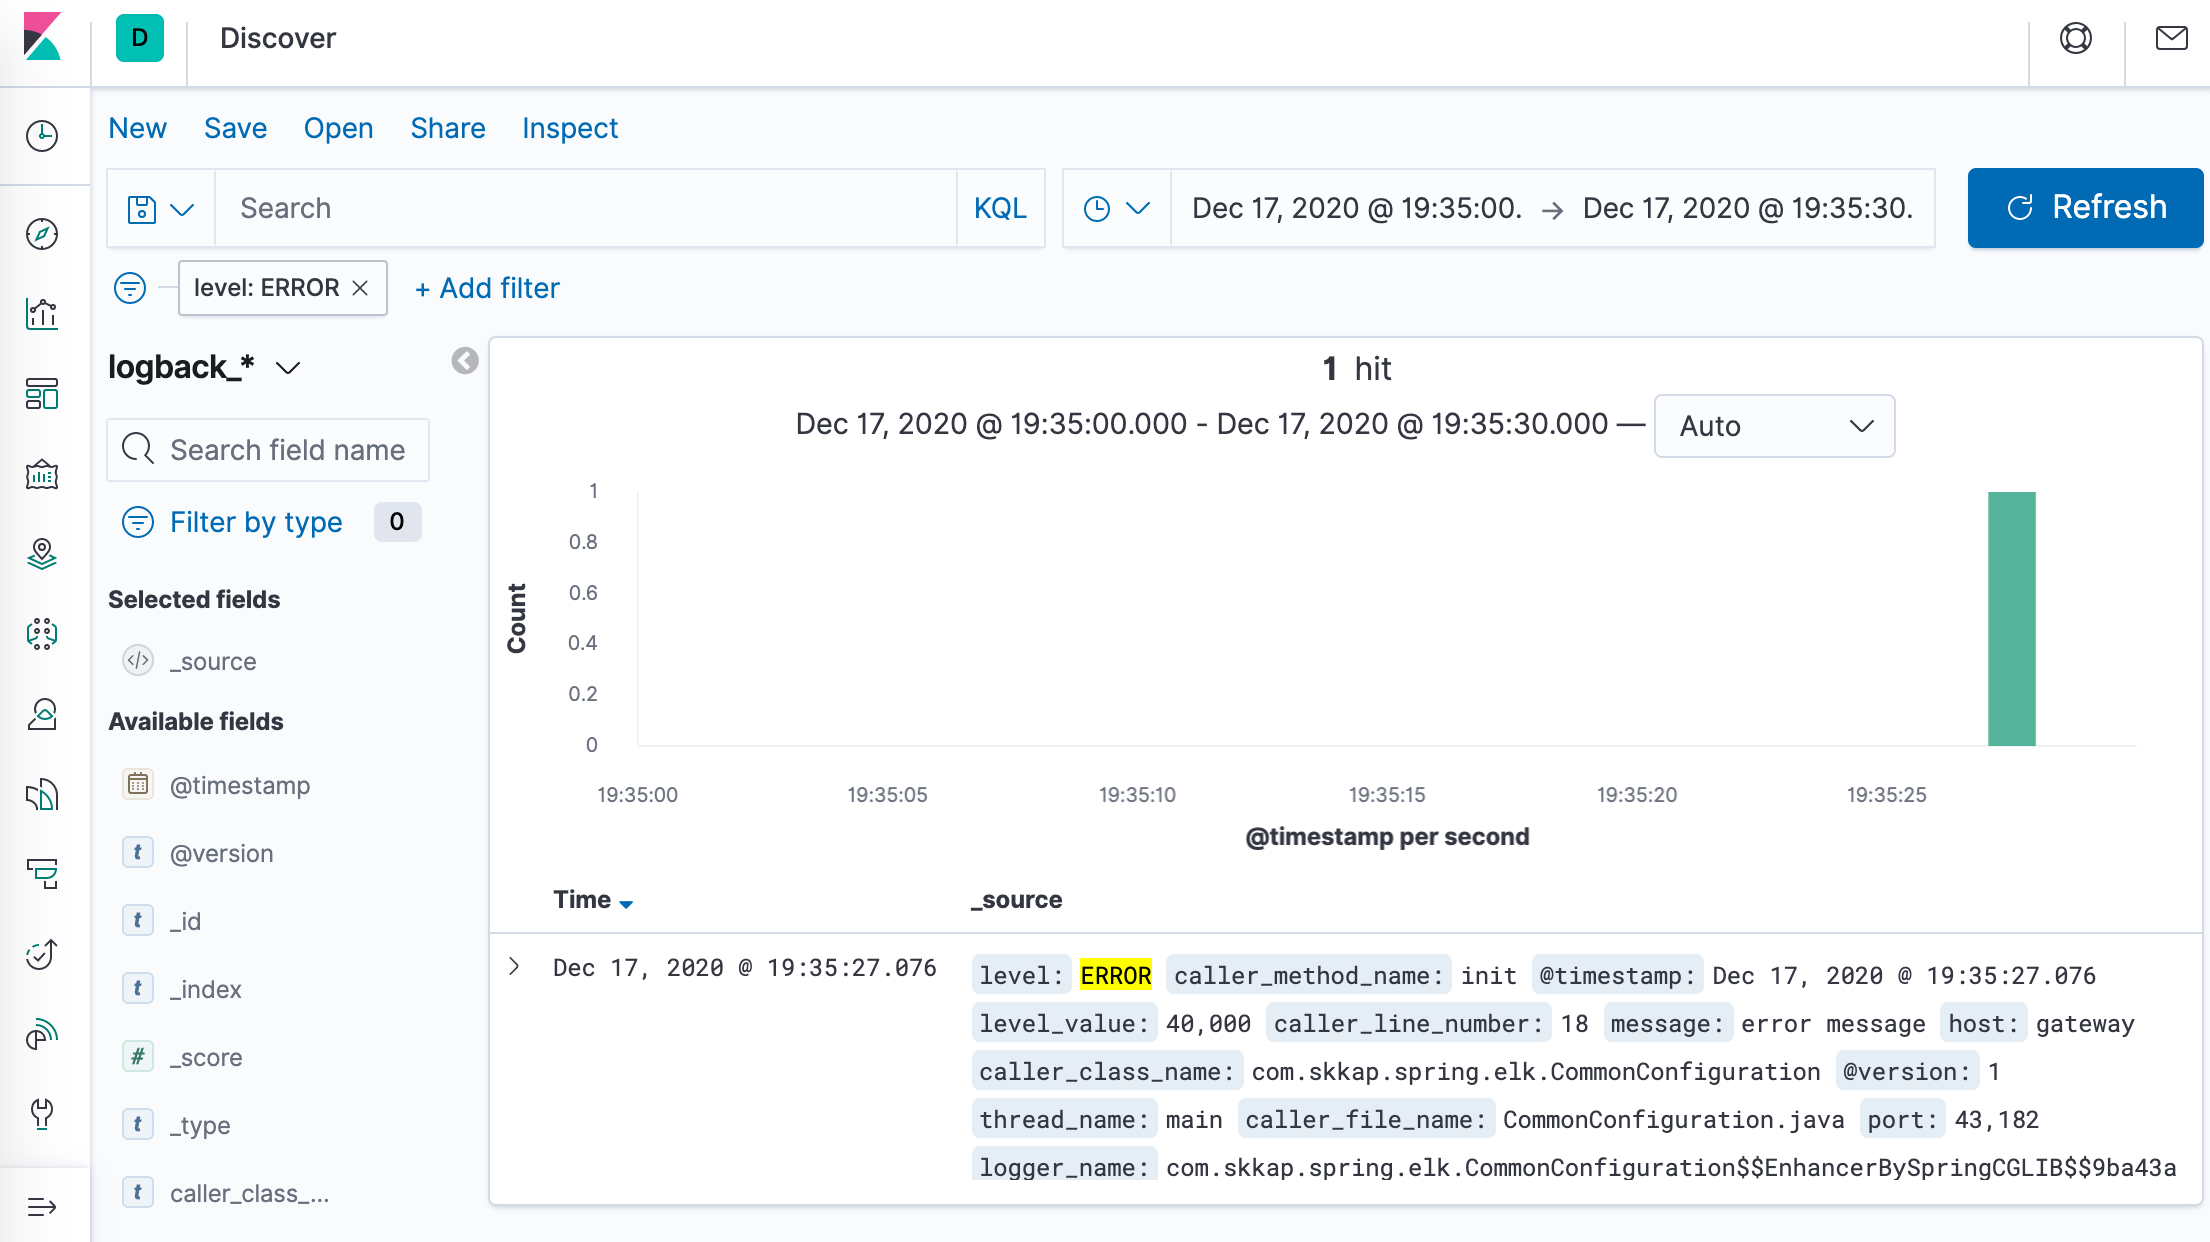 D Discover
New Save Open Share Inspect
Search KQL Dec 17, 2020 @ 19:35:00. → Dec 17, 2020 @ 19:35:30. Refresh
level: ERROR × + Add filter
logback_*
Search field name
Filter by type 0
Selected fields
_source
Available fields
@timestamp
t @version
t _id
t _index
# _score
t _type
t caller_class_...
1 hit
Dec 17, 2020 @ 19:35:00.000 - Dec 17, 2020 @ 19:35:30.000 — Auto
Count
1
0.8
0.6
0.4
0.2
0
19:35:00 19:35:05 19:35:10 19:35:15 19:35:20 19:35:25
@timestamp per second
Time _source
Dec 17, 2020 @ 19:35:27.076 level: ERROR caller_method_name: init @timestamp: Dec 17, 2020 @ 19:35:27.076
level_value: 40,000 caller_line_number: 18 message: error message host: gateway
caller_class_name: com.skkap.spring.elk.CommonConfiguration @version: 1
thread_name: main caller_file_name: CommonConfiguration.java port: 43,182
logger_name: com.skkap.spring.elk.CommonConfiguration$$EnhancerBySpringCGLIB$$9ba43a